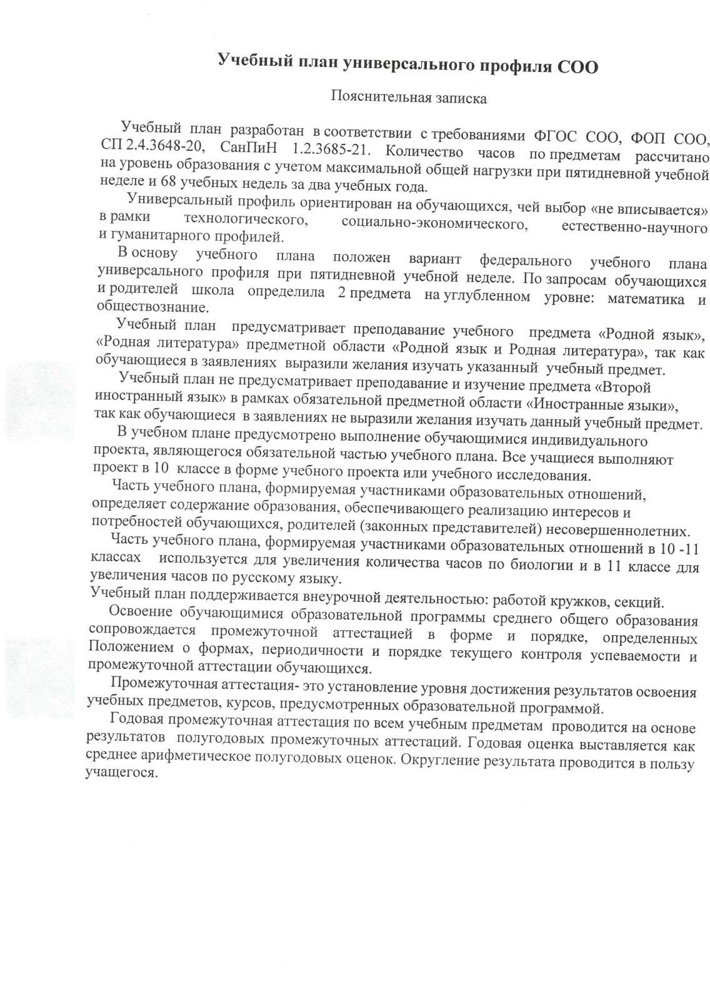 Учебный план универсального профиля СОО
Пояснительная записка
Учебный план разработан в соответствии с требованиями ФГОС СОО, ФОП СОО,
СП 2.4.3648-20, СанПиН 1.2.3685-21. Количество часов по предметам рассчитано
на уровень образования с учетом максимальной общей нагрузки при пятидневной учебной
неделе и 68 учебных недель за два учебных года.
Универсальный профиль ориентирован на обучающихся, чей выбор «не вписывается»
в рамки технологического, социально-экономического, естественно-научного
и гуманитарного профилей.
В основу учебного плана положен вариант федерального учебного плана
универсального профиля при пятидневной учебной неделе. По запросам обучающихся
и родителей школа определила 2 предмета на углубленном уровне: математика и
обществознание.
Учебный план предусматривает преподавание учебного предмета «Родной язык»,
«Родная литература» предметной области «Родной язык и Родная литература», так как
обучающиеся в заявлениях выразили желания изучать указанный учебный предмет.
Учебный план не предусматривает преподавание и изучение предмета «Второй
иностранный язык» в рамках обязательной предметной области «Иностранные языки»,
так как обучающиеся в заявлениях не выразили желания изучать данный учебный предмет.
В учебном плане предусмотрено выполнение обучающимися индивидуального
проекта, являющегося обязательной частью учебного плана. Все учащиеся выполняют
проект в 10 классе в форме учебного проекта или учебного исследования.
Часть учебного плана, формируемая участниками образовательных отношений,
определяет содержание образования, обеспечивающего реализацию интересов и
потребностей обучающихся, родителей (законных представителей) несовершеннолетних.
Часть учебного плана, формируемая участниками образовательных отношений в 10 -11
классах используется для увеличения количества часов по биологии и в 11 классе для
увеличения часов по русскому языку.
Учебный план поддерживается внеурочной деятельностью: работой кружков, секций.
Освоение обучающимися образовательной программы среднего общего образования
сопровождается промежуточной аттестацией в форме и порядке, определенных
Положением о формах, периодичности и порядке текущего контроля успеваемости и
промежуточной аттестации обучающихся.
Промежуточная аттестация- это установление уровня достижения результатов освоения
учебных предметов, курсов, предусмотренных образовательной программой.
Годовая промежуточная аттестация по всем учебным предметам проводится на основе
результатов полугодовых промежуточных аттестаций. Годовая оценка выставляется как
среднее арифметическое полугодовых оценок. Округление результата проводится в пользу
учащегося.